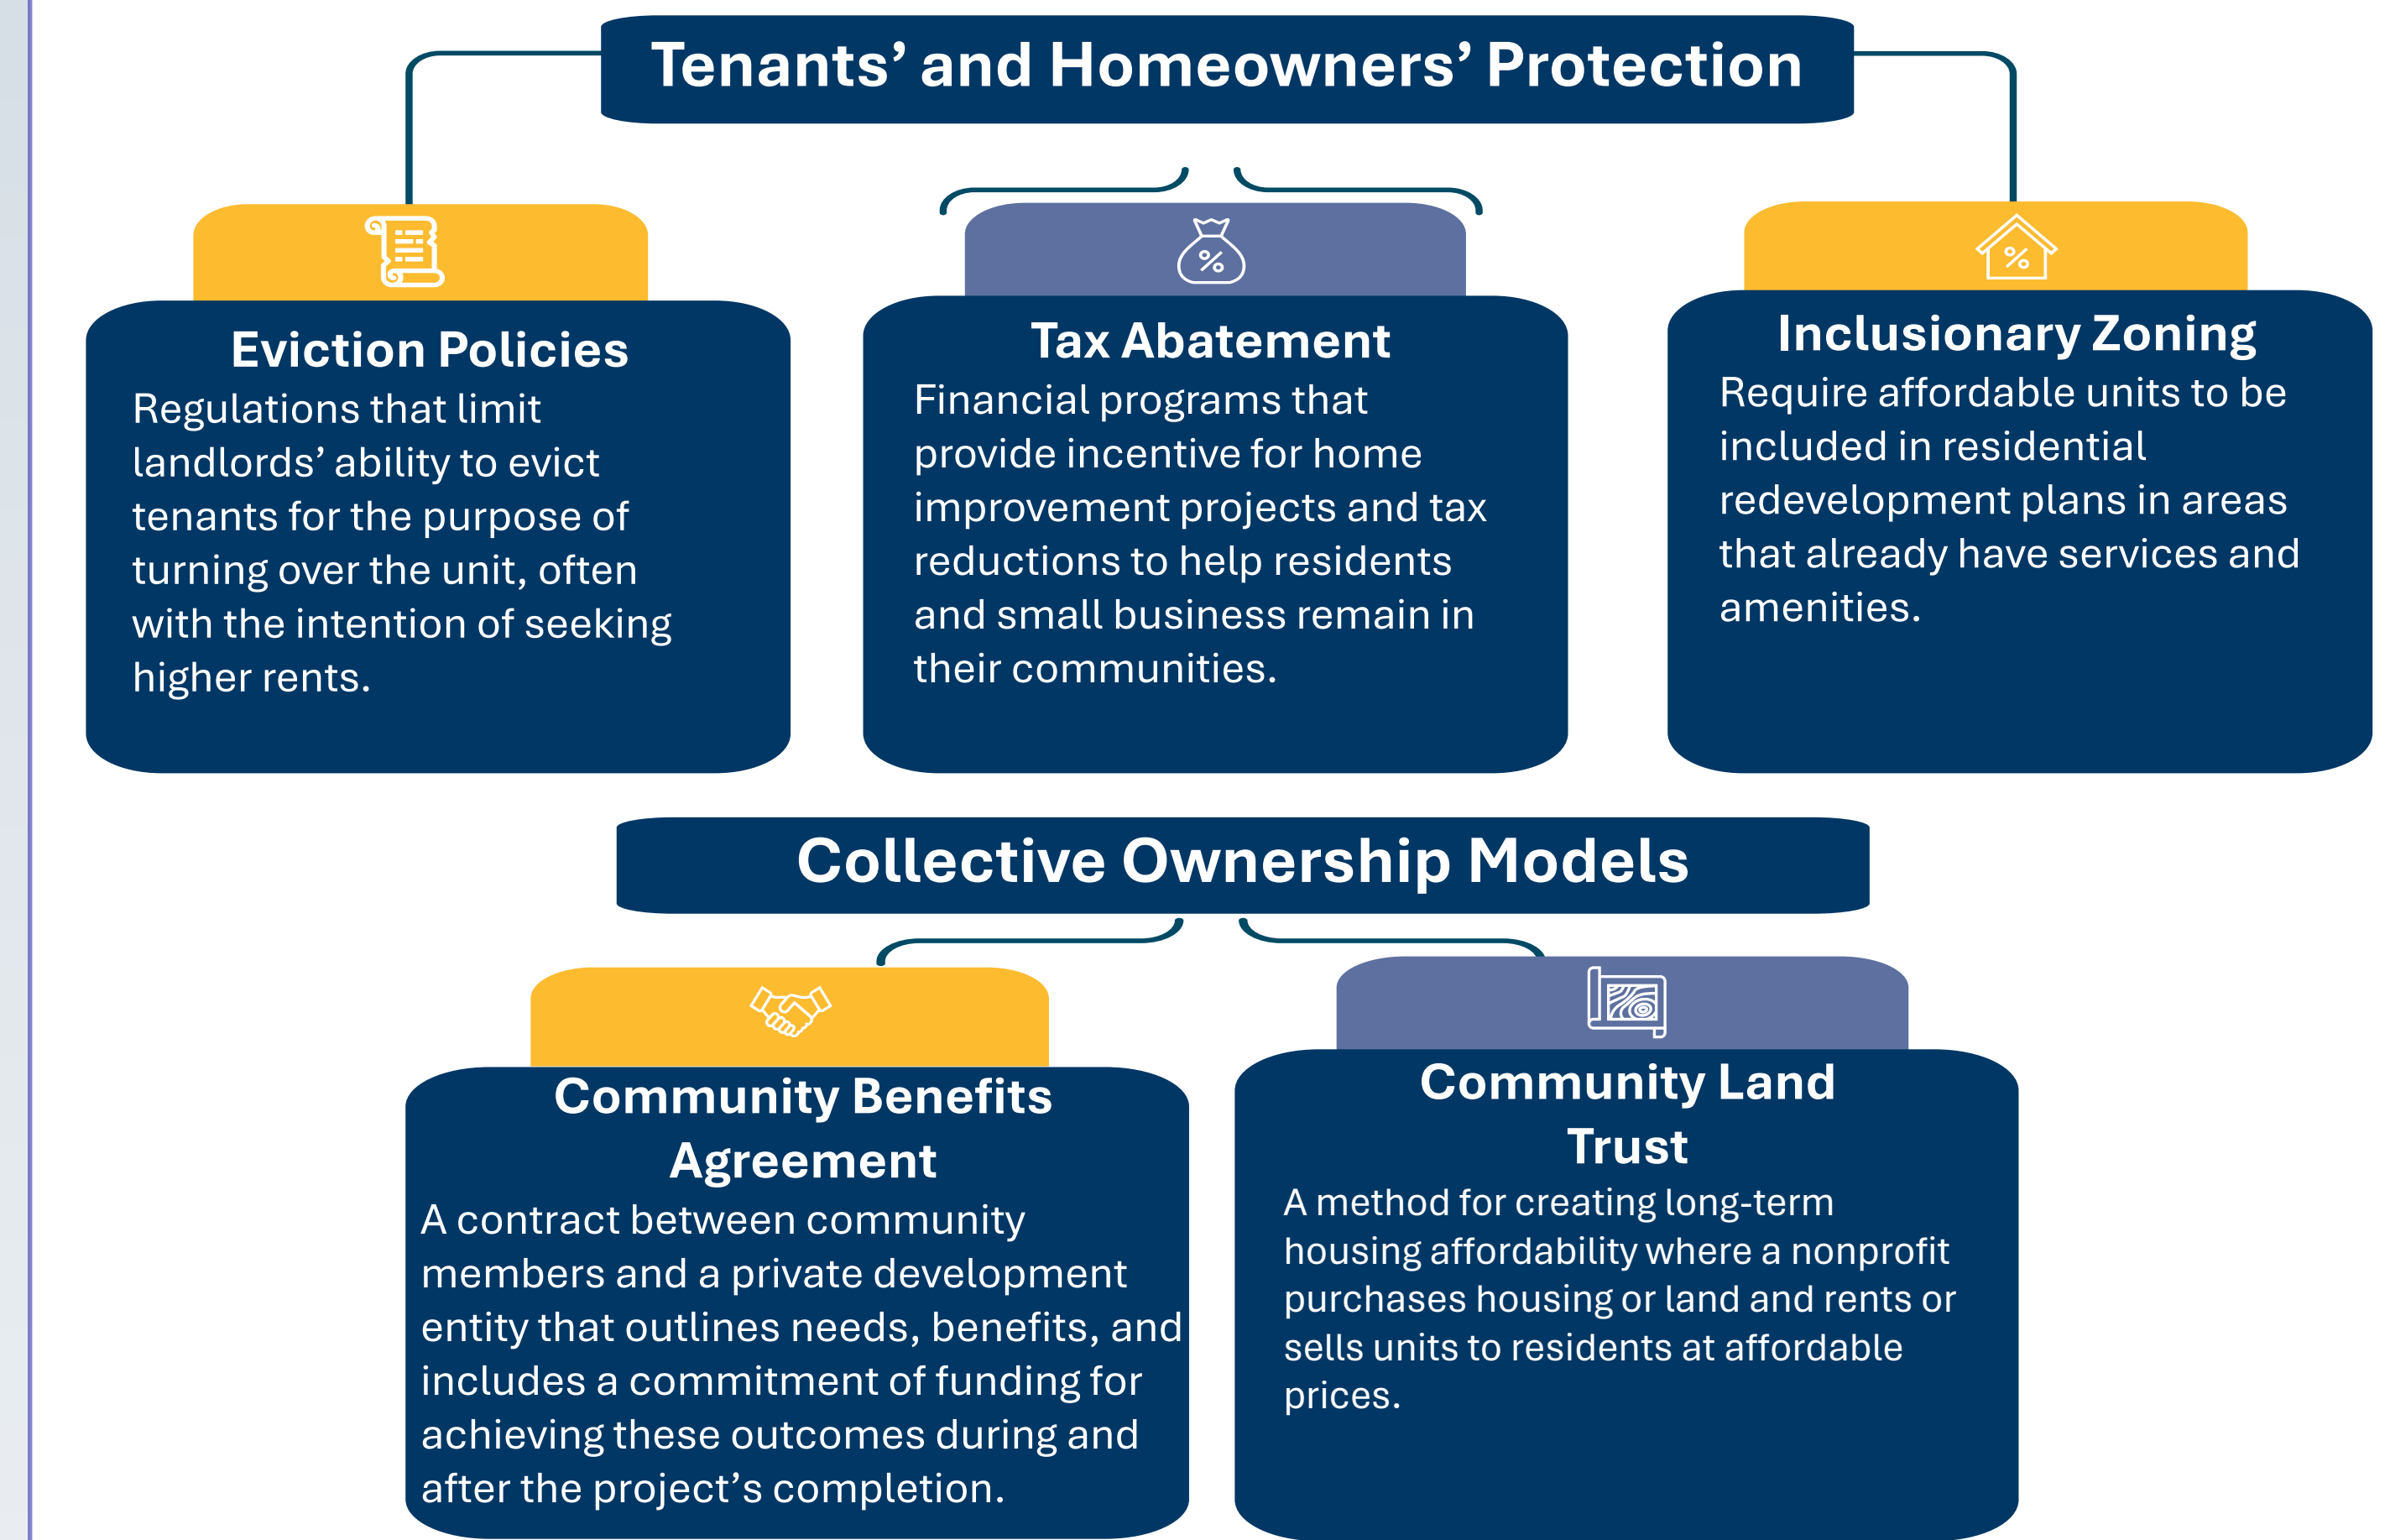 Tenants’ and Homeowners’ Protection
Eviction Policies
Regulations that limit
landlords’ ability to evict
tenants for the purpose of
turning over the unit, often
with the intention of seeking
higher rents.
%
Tax Abatement
Financial programs that
provide incentive for home
improvement projects and tax
reductions to help residents
and small business remain in
their communities.
%
Inclusionary Zoning
Require affordable units to be
included in residential
redevelopment plans in areas
that already have services and
amenities.
Collective Ownership Models
Community Benefits
Agreement
A contract between community
members and a private development
entity that outlines needs, benefits, and
includes a commitment of funding for
achieving these outcomes during and
after the project’s completion.
Community Land
Trust
A method for creating long-term
housing affordability where a nonprofit
purchases housing or land and rents or
sells units to residents at affordable
prices.